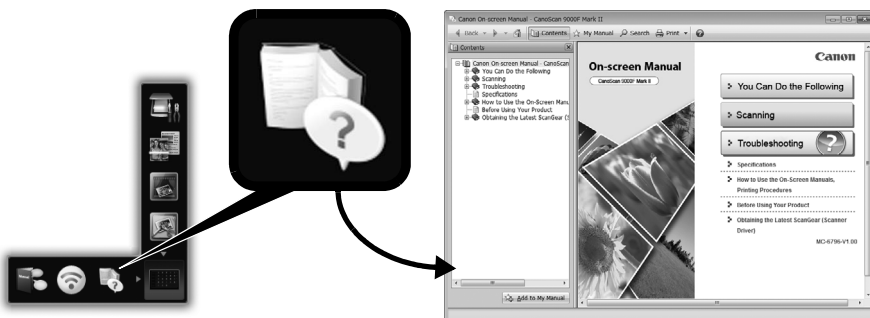 Canon On-screen Manual - CanoScan 9000F Mark II
Back
Contents
My Manual
Search
Print
Contents
Canon On-screen Manual - CanoScan
You Can Do the Following
Scanning
Troubleshooting
Specifications
How to Use the On-Screen Manu
Before Using Your Product
Obtaining the Latest ScanGear (S
Add to My Manual
On-screen Manual
CanoScan 9000F Mark II
Canon
You Can Do the Following
Scanning
Troubleshooting
Specifications
How to Use the On-Screen Manuals,
Printing Procedures
Before Using Your Product
Obtaining the Latest ScanGear (Scanner
Driver)
MC-6796-V1.00